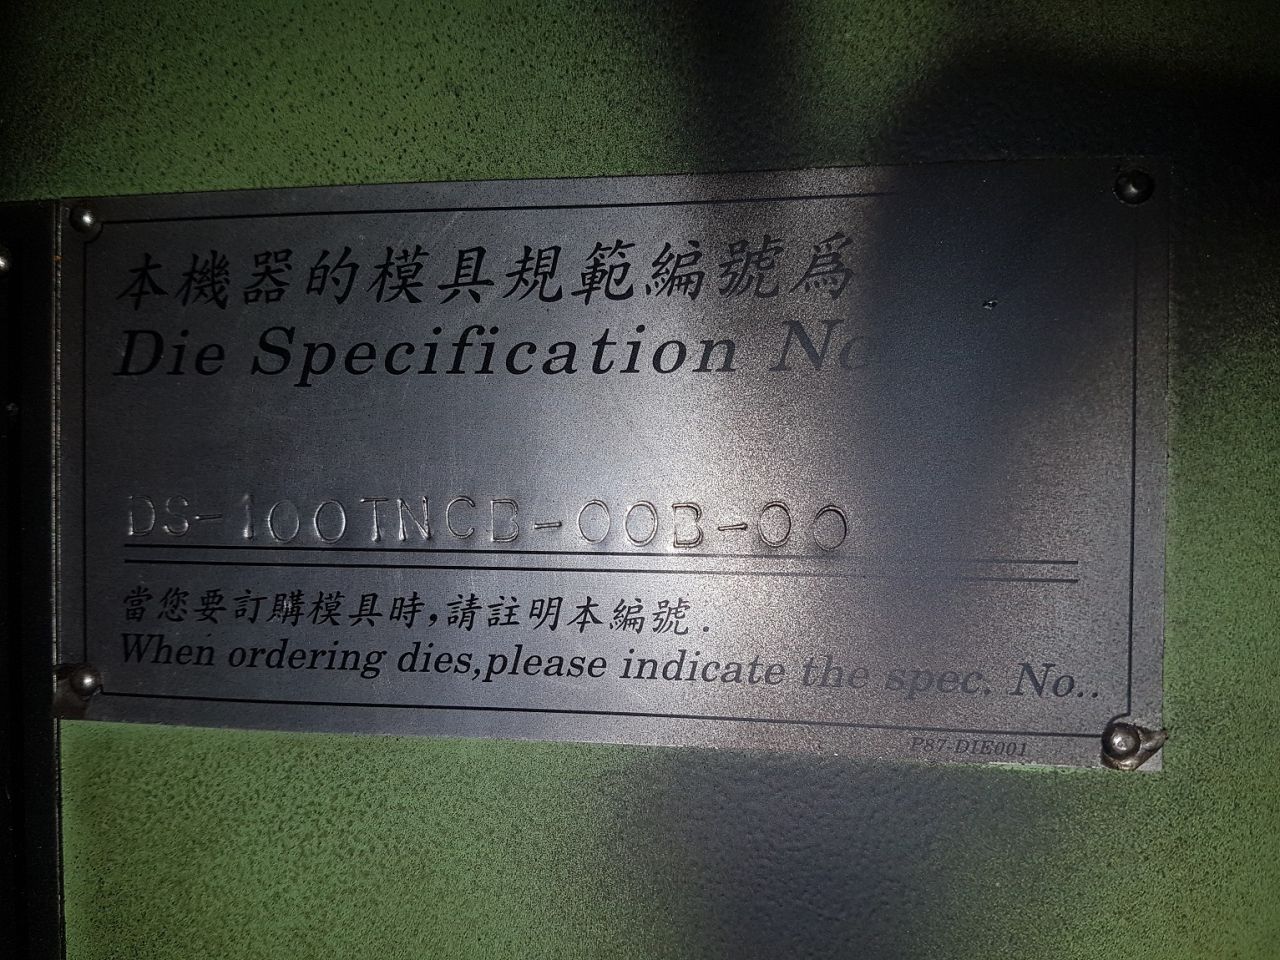 本機器的模具規範編號爲
Die Specification No
DS-100TNCB-00B-00
當您要訂購模具時,請註明本編號.
When ordering dies,please indicate the spec. No..
P87-DIE001